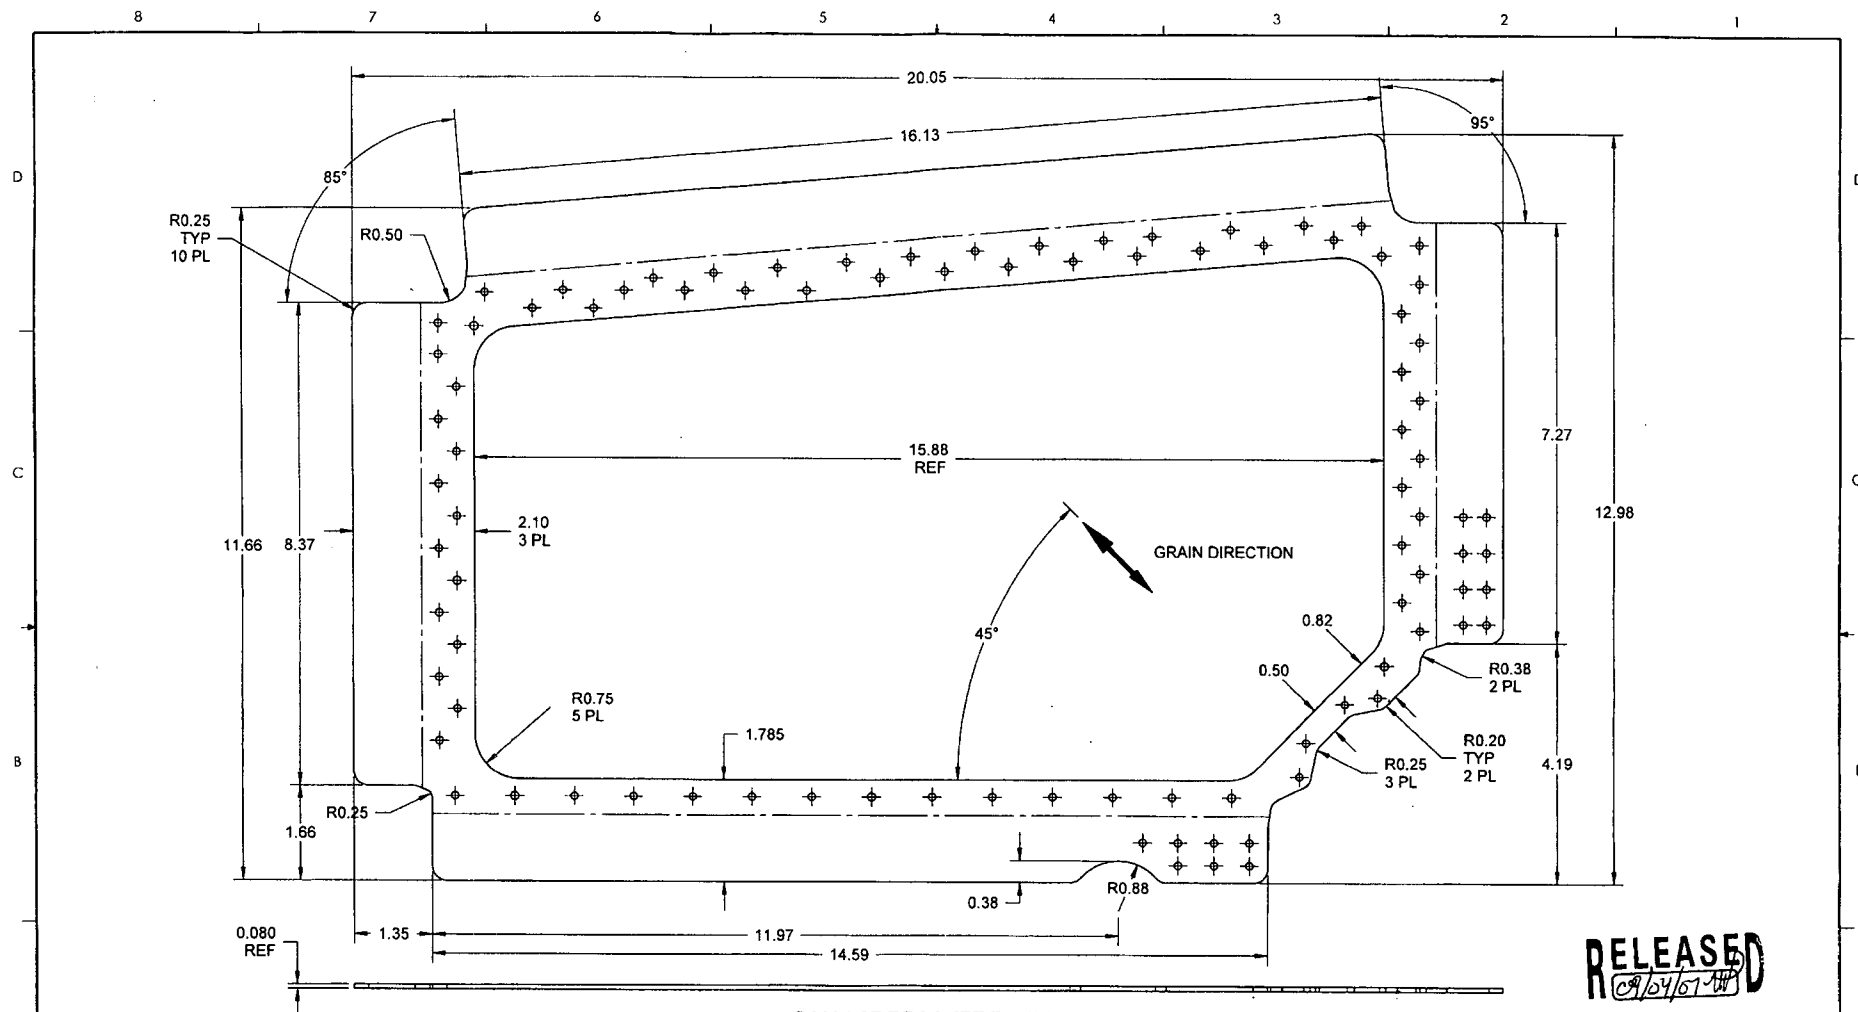 8 7 6 5 4 3 2 1
20.05
16.13
95°
85°
D
R0.25
TYP
10 PL
R0.50
15.88
REF
7.27
C
12.98
2.10
3 PL
11.66
8.37
GRAIN DIRECTION
45°
0.82
0.50
R0.38
2 PL
R0.75
5 PL
1.785
R0.20
TYP
2 PL
B
R0.25
3 PL
4.19
R0.25
1.66
R0.88
0.38
0.080
REF
1.35
11.97
14.59
RELEASED